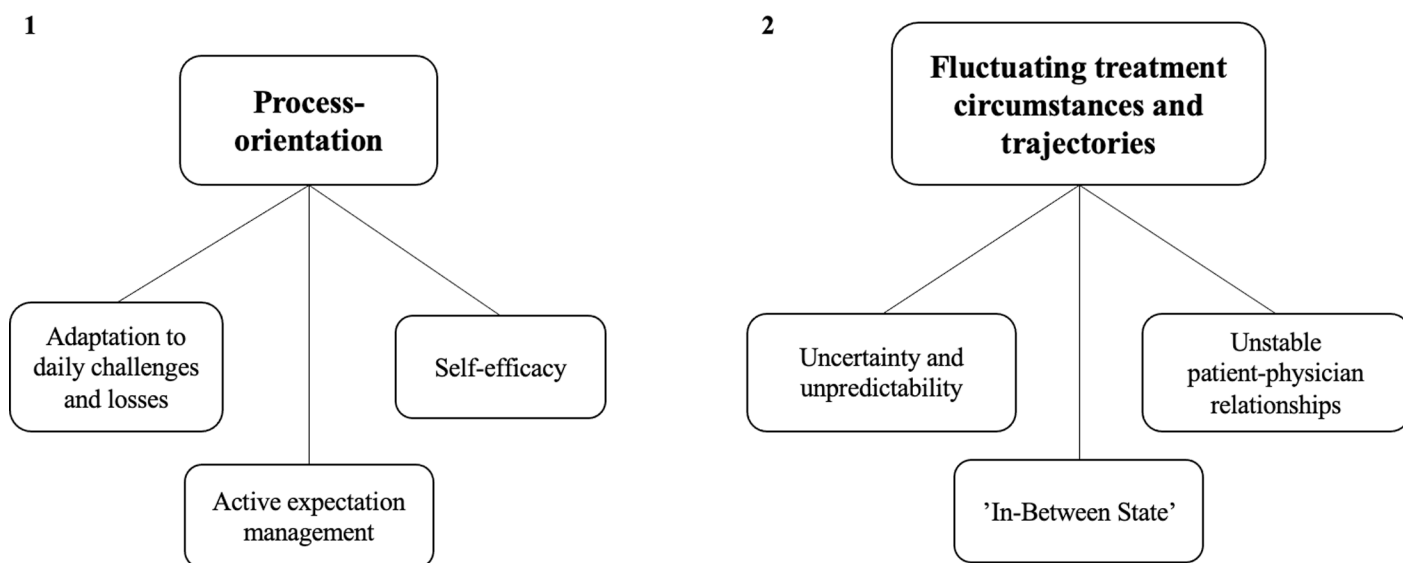 1
Process-
orientation
Adaptation to
daily challenges
and losses
Self-efficacy
Active expectation
management
2
Fluctuating treatment
circumstances and
trajectories
Uncertainty and
unpredictability
Unstable
patient-physician
relationships
’In-Between State’